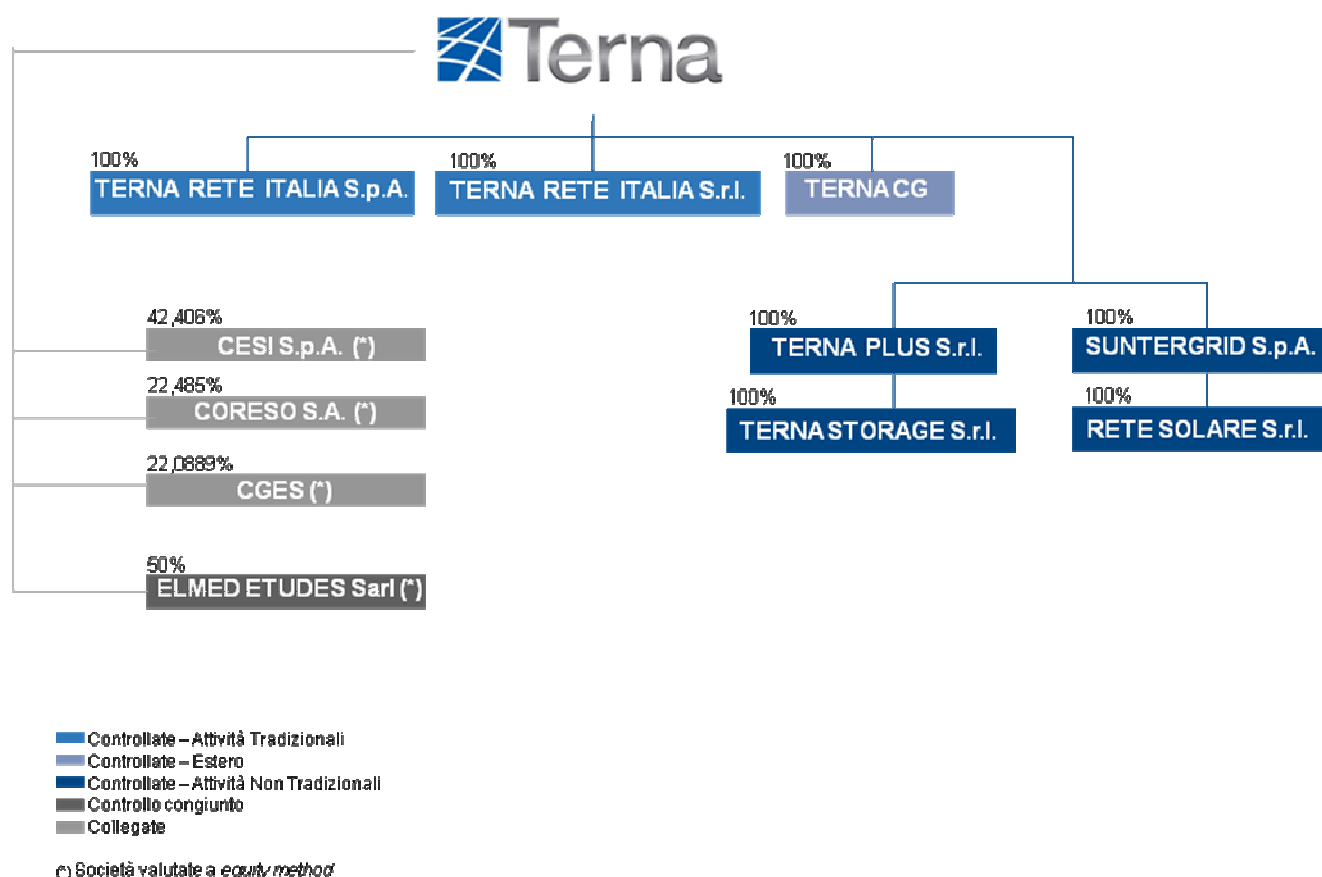 Terna
100%
TERNA RETE ITALIA S.p.A.
100%
TERNA RETE ITALIA S.r.l.
100%
TERNA CG
42,406%
CESI S.p.A. (*)
22,485%
CORESO S.A. (*)
22,0889%
CGES (*)
50%
ELMED ETUDES Sarl (*)
100%
TERNA PLUS S.r.l.
100%
TERNA STORAGE S.r.l.
100%
SUNTERGRID S.p.A.
100%
RETE SOLARE S.r.l.
Controllate – Attività Tradizionali
Controllate – Estero
Controllate – Attività Non Tradizionali
Controllo congiunto
Collegate
(*) Società valutate a equity method